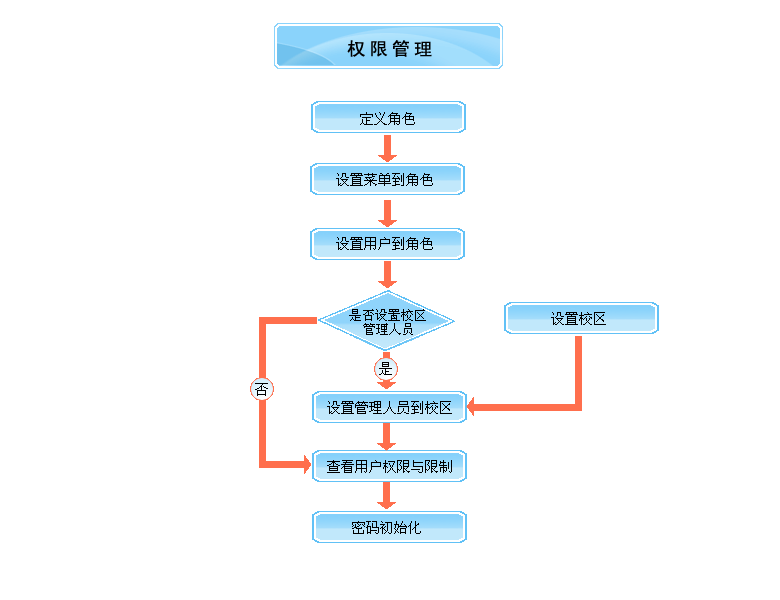 权限管理
定义角色
设置菜单到角色
设置用户到角色
是否设置校区
管理人员
设置校区
是
否
设置管理人员到校区
查看用户权限与限制
密码初始化